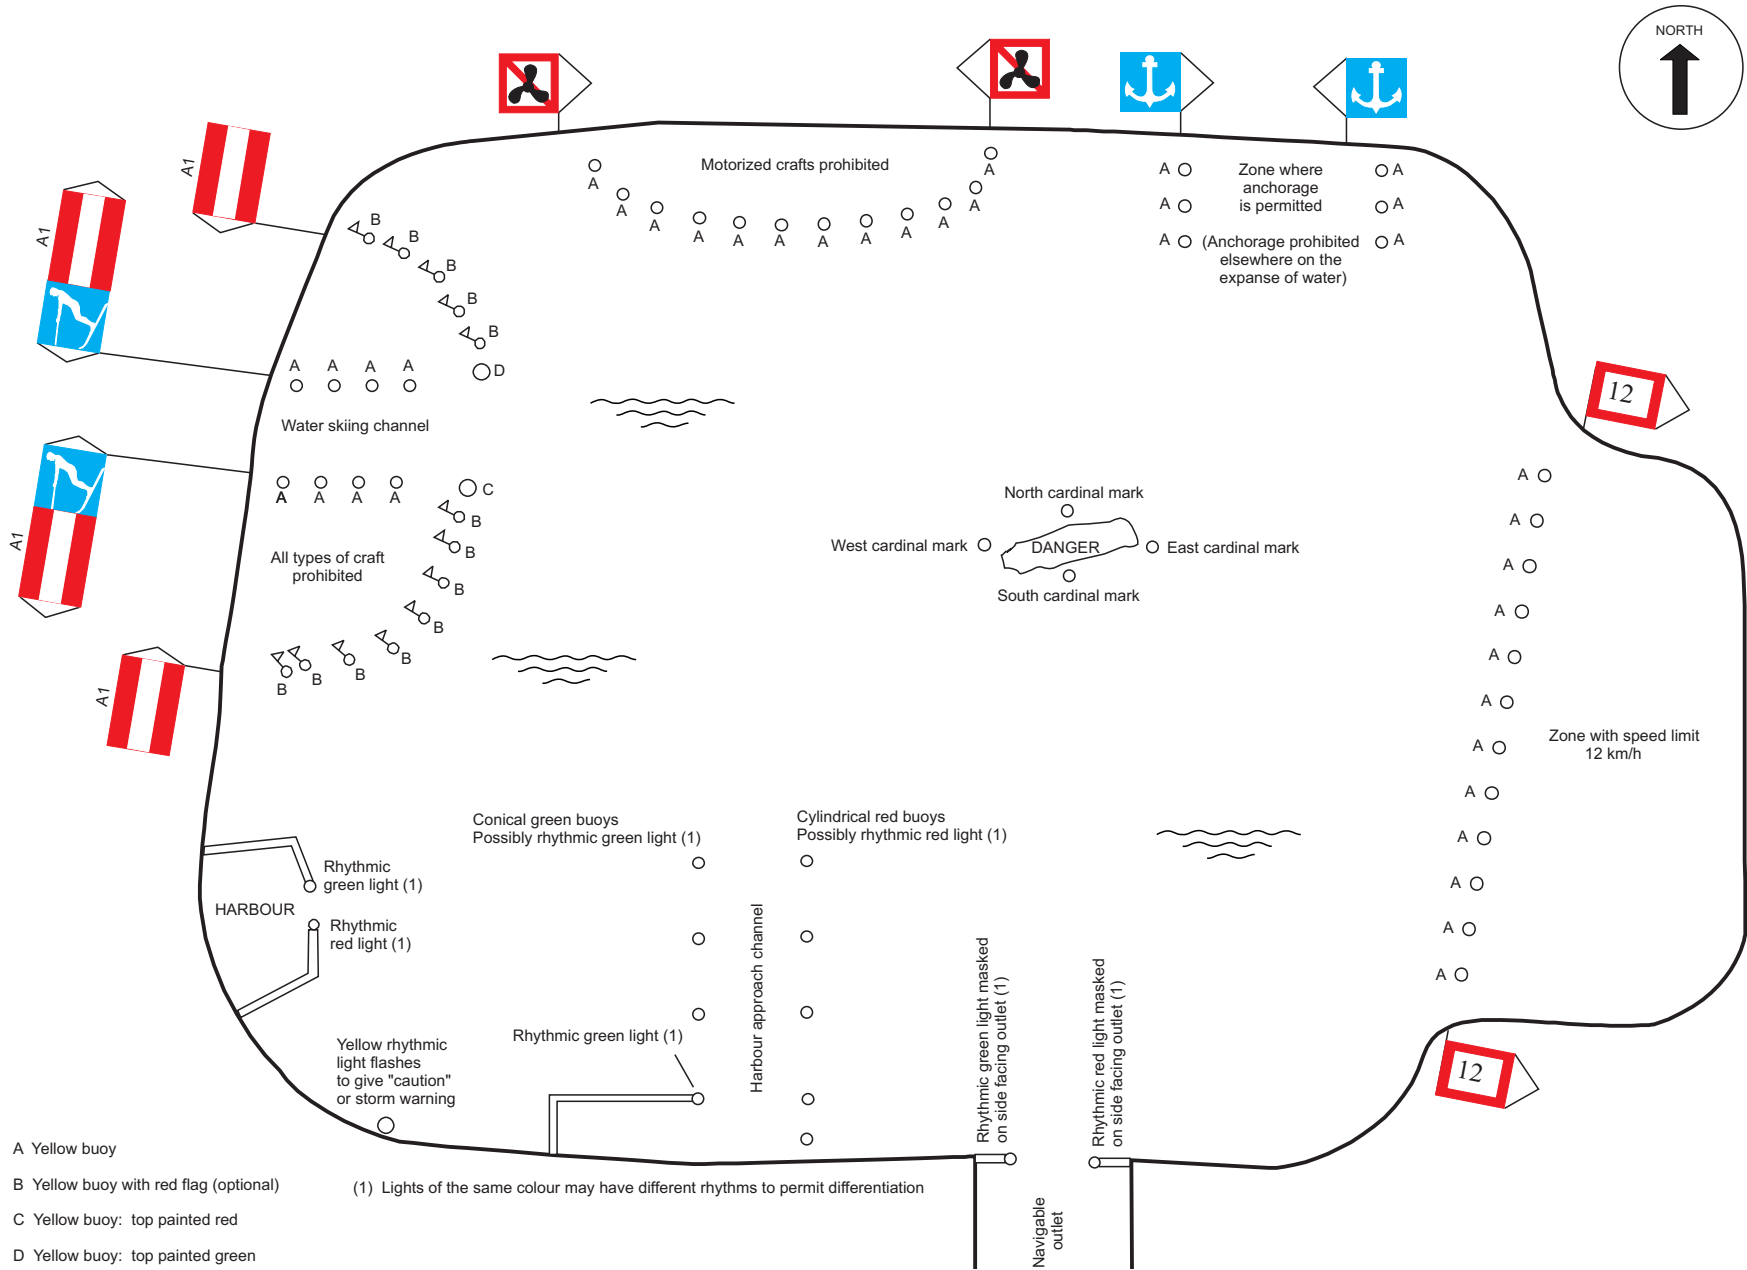 NORTH
A1
A1
A1
A1
Motorized crafts prohibited
A
A
A
A
A
A
A
A
A
A
A
A
Zone where
anchorage
is permitted
(Anchorage prohibited
elsewhere on the
expanse of water)
A
A
A
A
A
A
B
B
B
B
B
D
A
A
A
A
Water skiing channel
A
A
A
A
C
B
B
B
B
B
B
B
B
All types of craft
prohibited
12
North cardinal mark
West cardinal mark
DANGER
East cardinal mark
South cardinal mark
A
A
A
A
A
A
A
A
A
A
A
A
Zone with speed limit
12 km/h
12
Conical green buoys
Possibly rhythmic green light (1)
Cylindrical red buoys
Possibly rhythmic red light (1)
Rhythmic
green light (1)
HARBOUR
Rhythmic
red light (1)
Harbour approach channel
Rhythmic green light (1)
Yellow rhythmic
light flashes
to give "caution"
or storm warning
Rhythmic green light masked
on side facing outlet (1)
Rhythmic red light masked
on side facing outlet (1)
Navigable
outlet
A Yellow buoy
B Yellow buoy with red flag (optional)
C Yellow buoy: top painted red
D Yellow buoy: top painted green
(1) Lights of the same colour may have different rhythms to permit differentiation